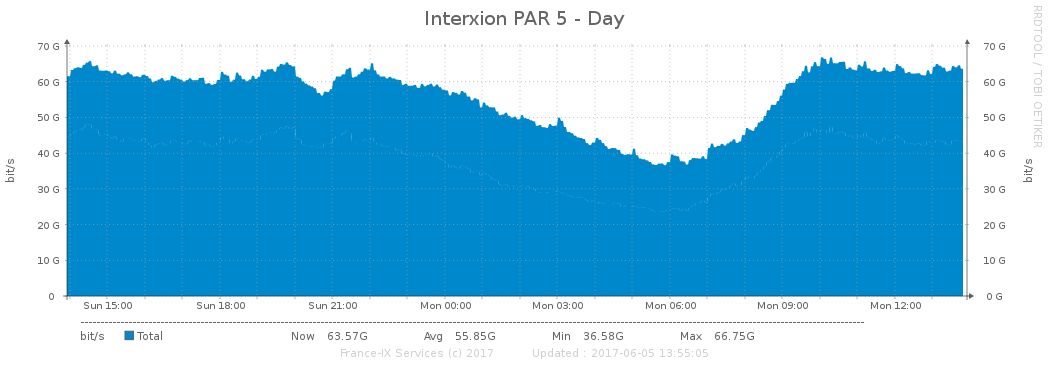 Interxion PAR 5 - Day
RRDTOOL / TOBI OETIKER
bit/s
bit/s
70 G 70 G
60 G 60 G
50 G 50 G
40 G 40 G
30 G 30 G
20 G 20 G
10 G 10 G
0 0 G
Sun 15:00 Sun 18:00 Sun 21:00 Mon 00:00 Mon 03:00 Mon 06:00 Mon 09:00 Mon 12:00
bit/s Total Now 63.57G Avg 55.85G Min 36.58G Max 66.75G
France-IX Services (c) 2017 Updated : 2017-06-05 13:55:05